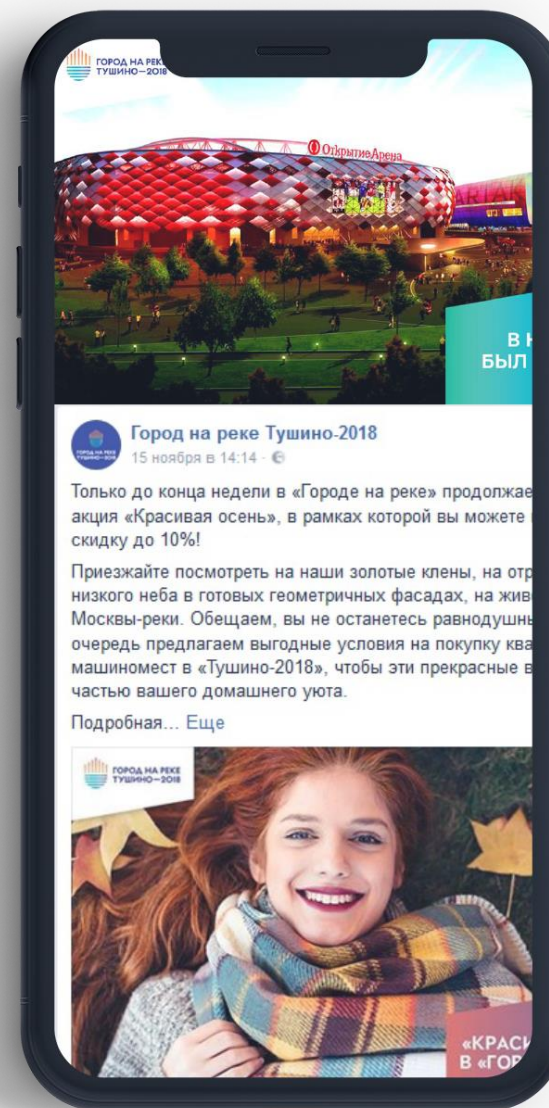 ГОРОД НА РЕКЕ
ТУШИНО—2018
Открытие Арена
В
БЫЛ
Город на реке Тушино-2018
15 ноября в 14:14 ·
Только до конца недели в «Городе на реке» продолжае
акция «Красивая осень», в рамках которой вы можете
скидку до 10%!
Приезжайте посмотреть на наши золотые клены, на отр
низкого неба в готовых геометричных фасадах, на жив
Москвы-реки. Обещаем, вы не останетесь равнодушны
очередь предлагаем выгодные условия на покупку ква
машиномест в «Тушино-2018», чтобы эти прекрасные в
частью вашего домашнего уюта.
Подробная... Еще
ГОРОД НА РЕКЕ
ТУШИНО—2018
«КРАСИ
В «ГОР